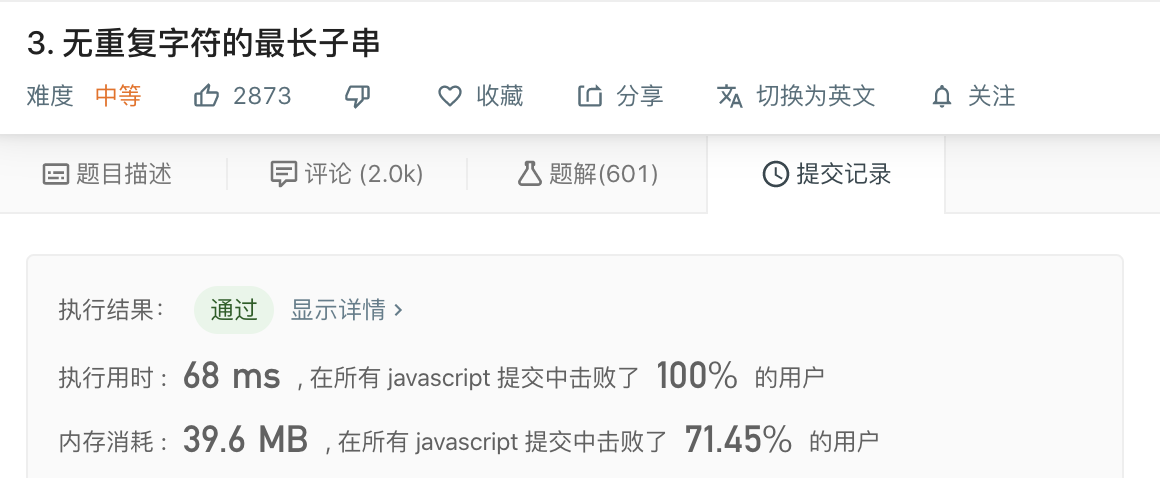 3. 无重复字符的最长子串
难度 中等 2873 收藏 分享 切换为英文 关注
题目描述 评论 (2.0k) 题解(601) 提交记录
执行结果： 通过 显示详情 >
执行用时 : 68 ms , 在所有 javascript 提交中击败了 100% 的用户
内存消耗 : 39.6 MB , 在所有 javascript 提交中击败了 71.45% 的用户